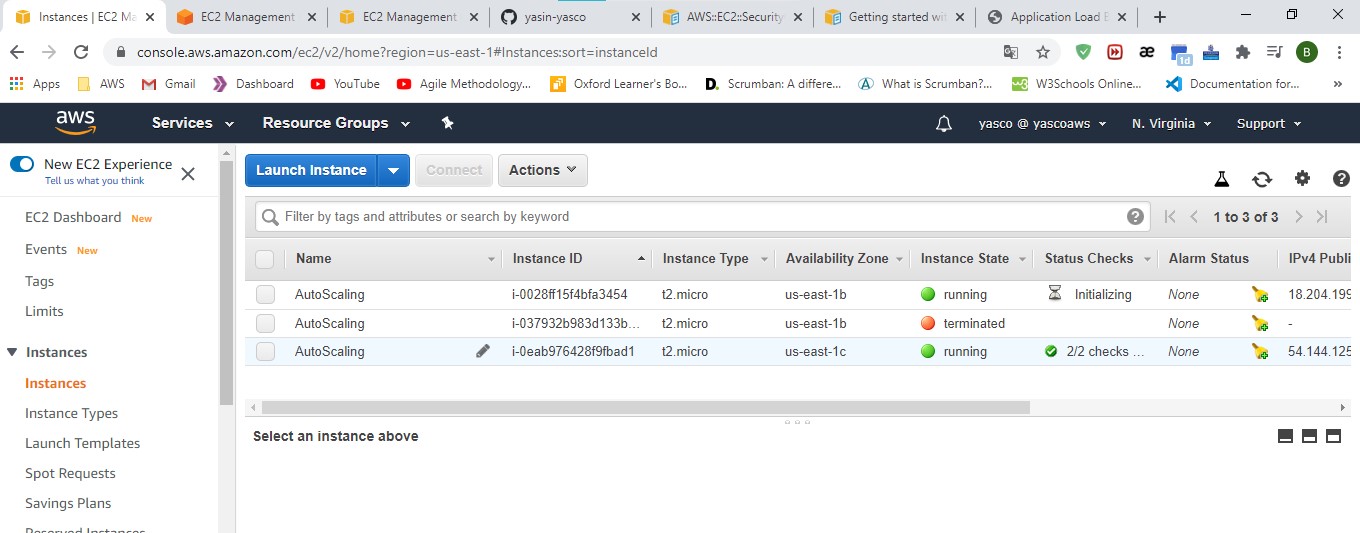 Instances | EC2 Ma
EC2 Management
EC2 Management
yasin-yasco
AWS::EC2::Security
Getting started wit
Application Load B
console.aws.amazon.com/ec2/v2/home?region=us-east-1#Instances:sort=instanceId
1d
B
Apps AWS Gmail Dashboard YouTube Agile Methodology... Oxford Learner's Bo... D. Scrumban: A differe... What is Scrumban?... W3Schools Online... Documentation for... »
aws Services Resource Groups yasco @ yascoaws N. Virginia Support
New EC2 Experience
Tell us what you think
EC2 Dashboard New
Events New
Tags
Limits
Instances
Instances
Instance Types
Launch Templates
Spot Requests
Savings Plans
Reserved Instances
Launch Instance Connect Actions
Filter by tags and attributes or search by keyword
1 to 3 of 3
Name Instance ID Instance Type Availability Zone Instance State Status Checks Alarm Status IPv4 Publi
AutoScaling i-0028ff15f4bfa3454 t2.micro us-east-1b running Initializing None 18.204.199
AutoScaling i-037932b983d133b... t2.micro us-east-1b terminated None -
AutoScaling i-0eab976428f9fbad1 t2.micro us-east-1c running 2/2 checks ... None 54.144.125
Select an instance above